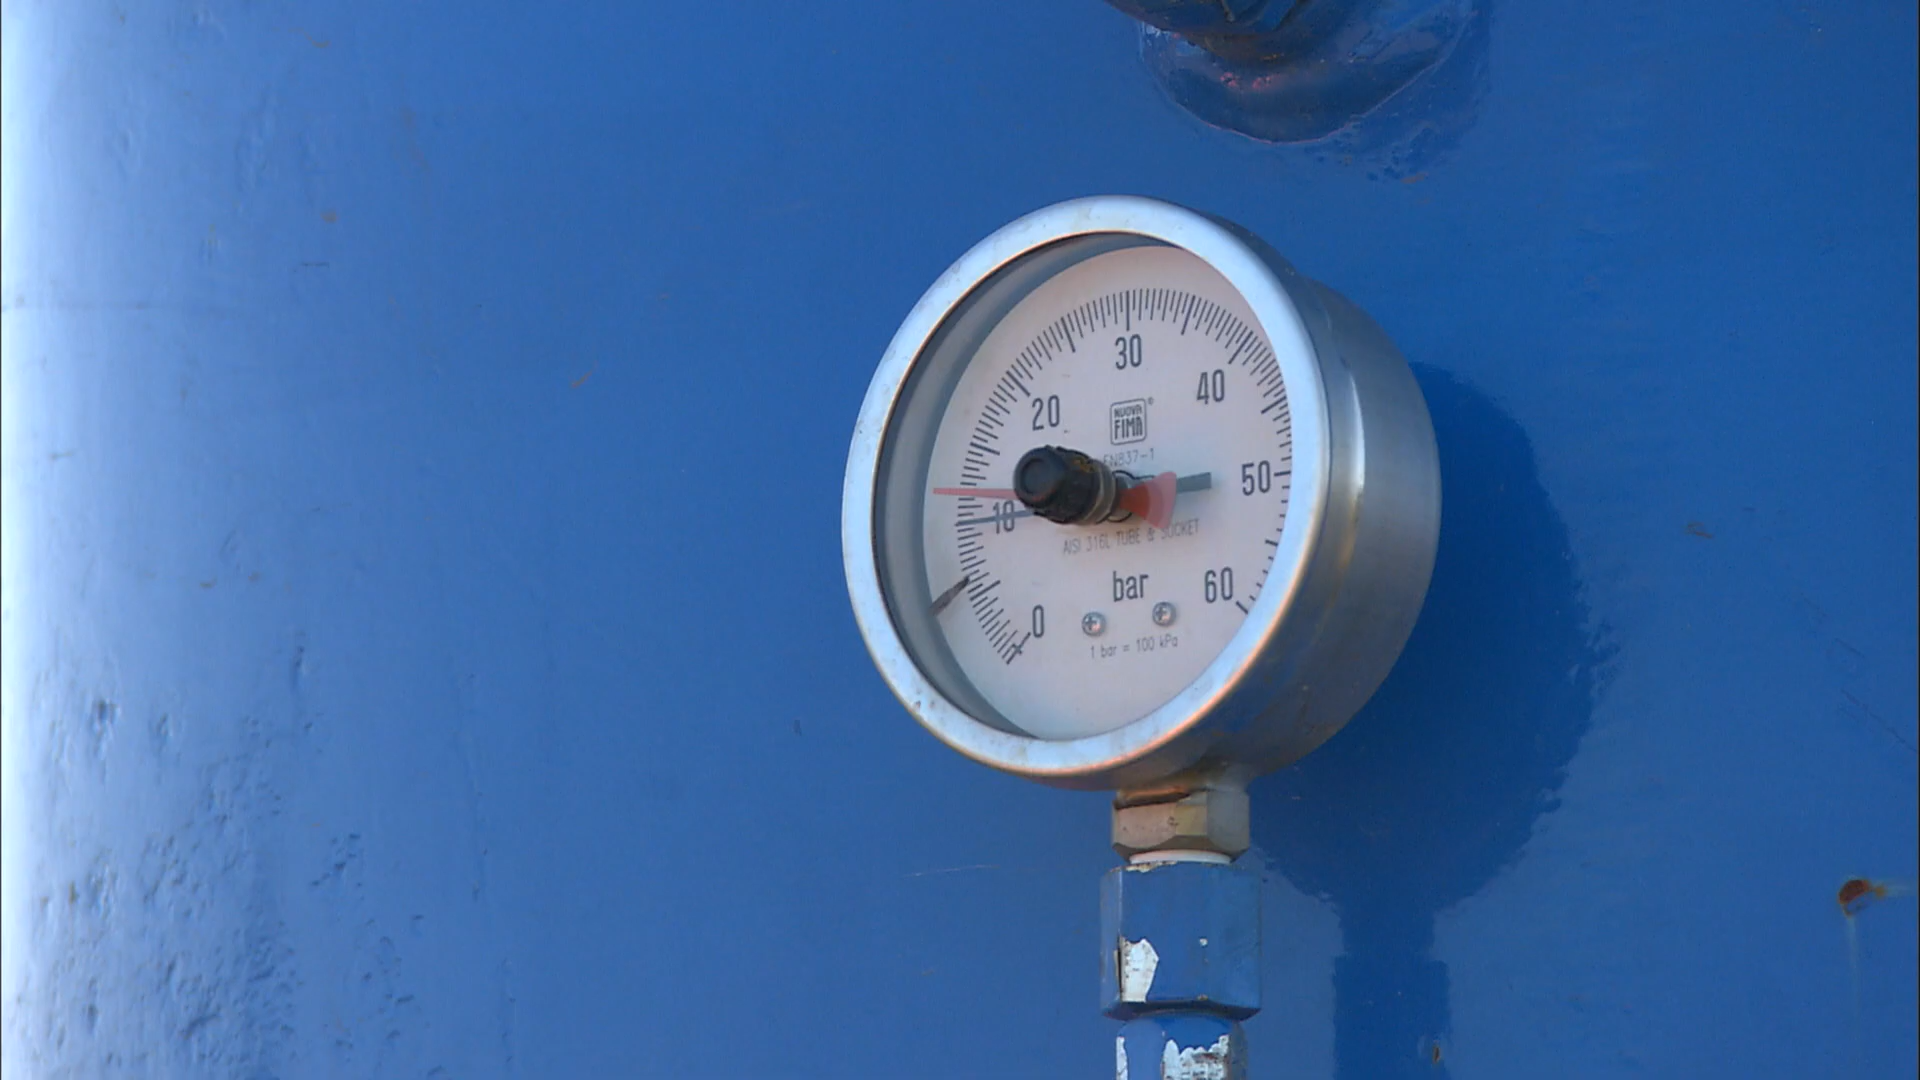 30
40
20
NUOVA
FIMA
©
EN837-1
50
10
AISI 316L TUBE & SOCKET
bar
60
0
1 bar = 100 kPa